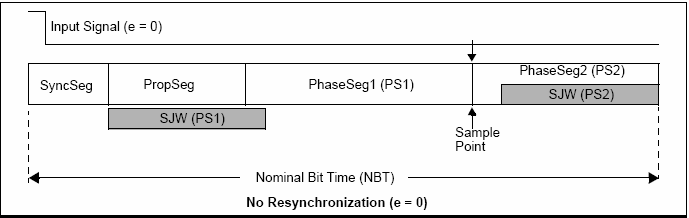 Input Signal (e = 0)
SyncSeg
PropSeg
PhaseSeg1 (PS1)
PhaseSeg2 (PS2)
SJW (PS2)
SJW (PS1)
Sample
Point
Nominal Bit Time (NBT)
No Resynchronization (e = 0)